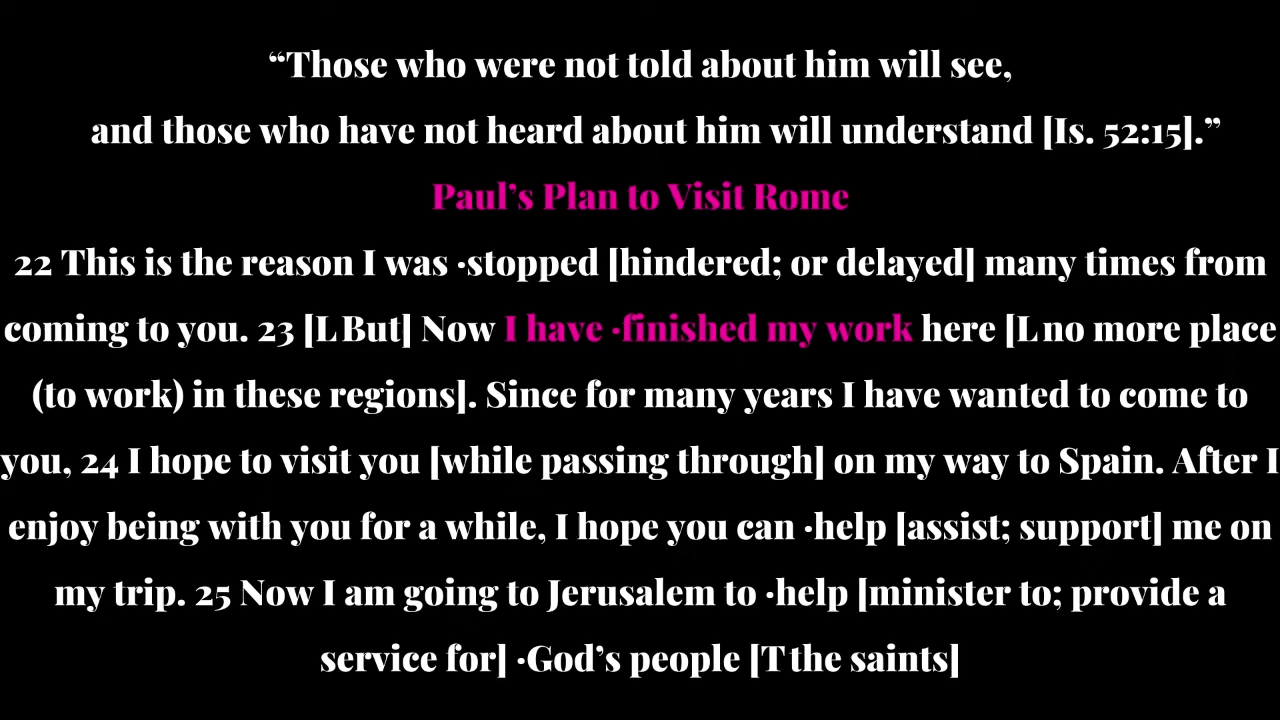 “Those who were not told about him will see,
and those who have not heard about him will understand [Is. 52:15].”
Paul’s Plan to Visit Rome
22 This is the reason I was ·stopped [hindered; or delayed] many times from
coming to you. 23 [L But] Now I have ·finished my work here [L no more place
(to work) in these regions]. Since for many years I have wanted to come to
you, 24 I hope to visit you [while passing through] on my way to Spain. After I
enjoy being with you for a while, I hope you can ·help [assist; support] me on
my trip. 25 Now I am going to Jerusalem to ·help [minister to; provide a
service for] ·God’s people [T the saints]